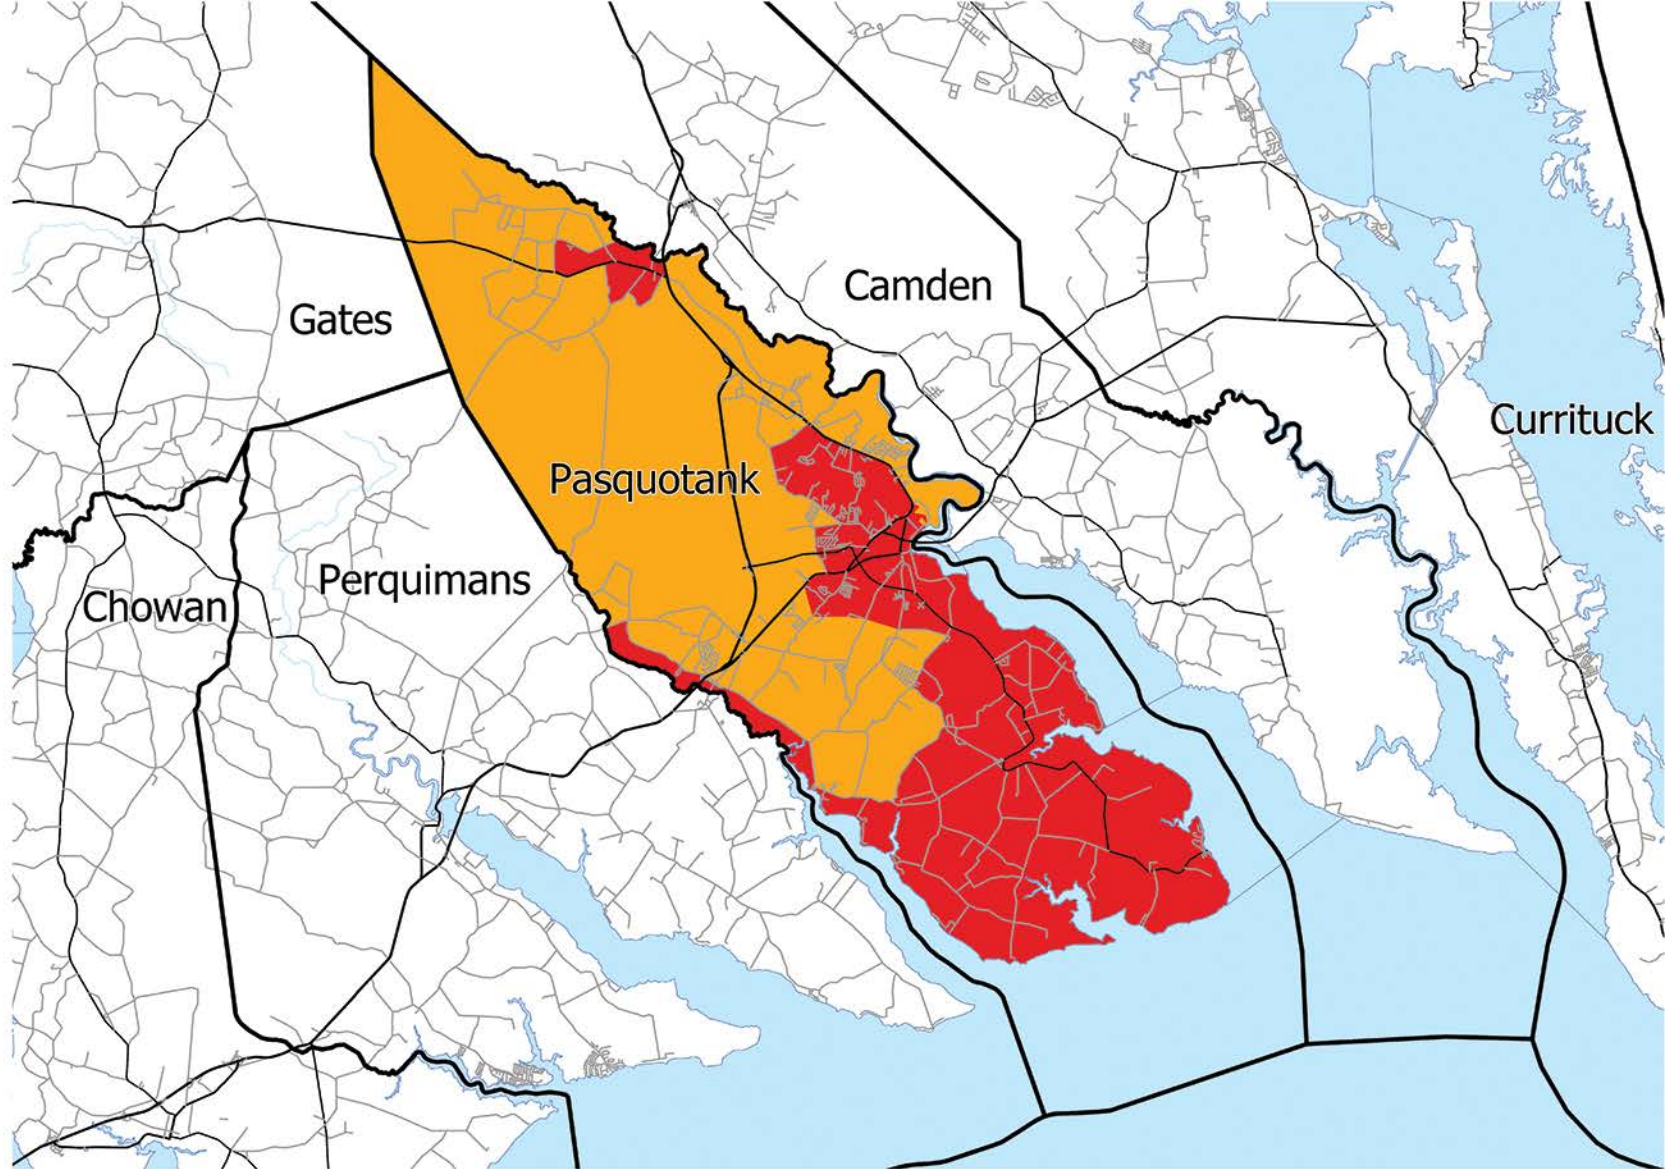 Camden
Gates
Currituck
Pasquotank
Perquimans
Chowan